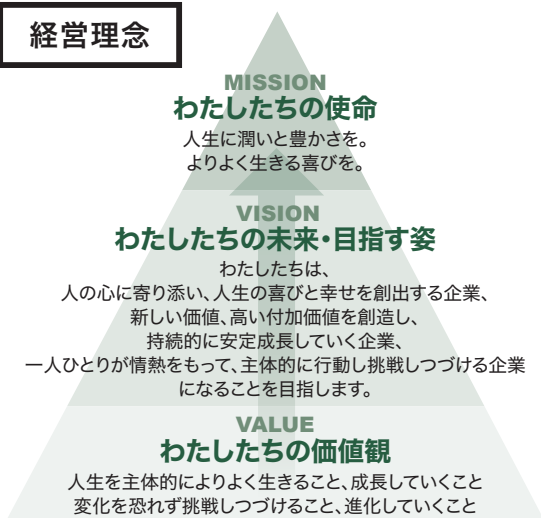 経営理念
MISSION
わたしたちの使命
人生に潤いと豊かさを。
よりよく生きる喜びを。
VISION
わたしたちの未来・目指す姿
わたしたちは、
人の心に寄り添い、人生の喜びと幸せを創出する企業、
新しい価値、高い付加価値を創造し、
持続的に安定成長していく企業、
一人ひとりが情熱をもって、主体的に行動し挑戦しつづける企業
になることを目指します。
VALUE
わたしたちの価値観
人生を主体的によりよく生きること、成長していくこと
変化を恐れず挑戦しつづけること、進化していくこと